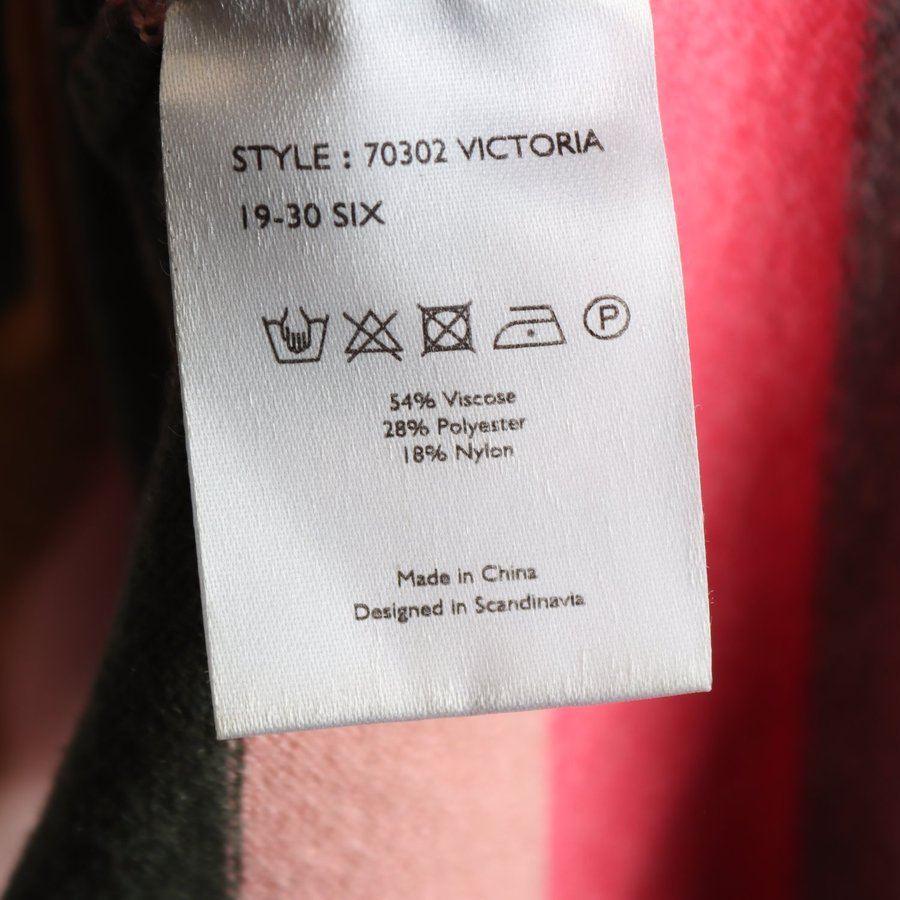 STYLE : 70302 VICTORIA
19-30 SIX
P
54% Viscose
28% Polyester
18% Nylon
Made in China
Designed in Scandinavia